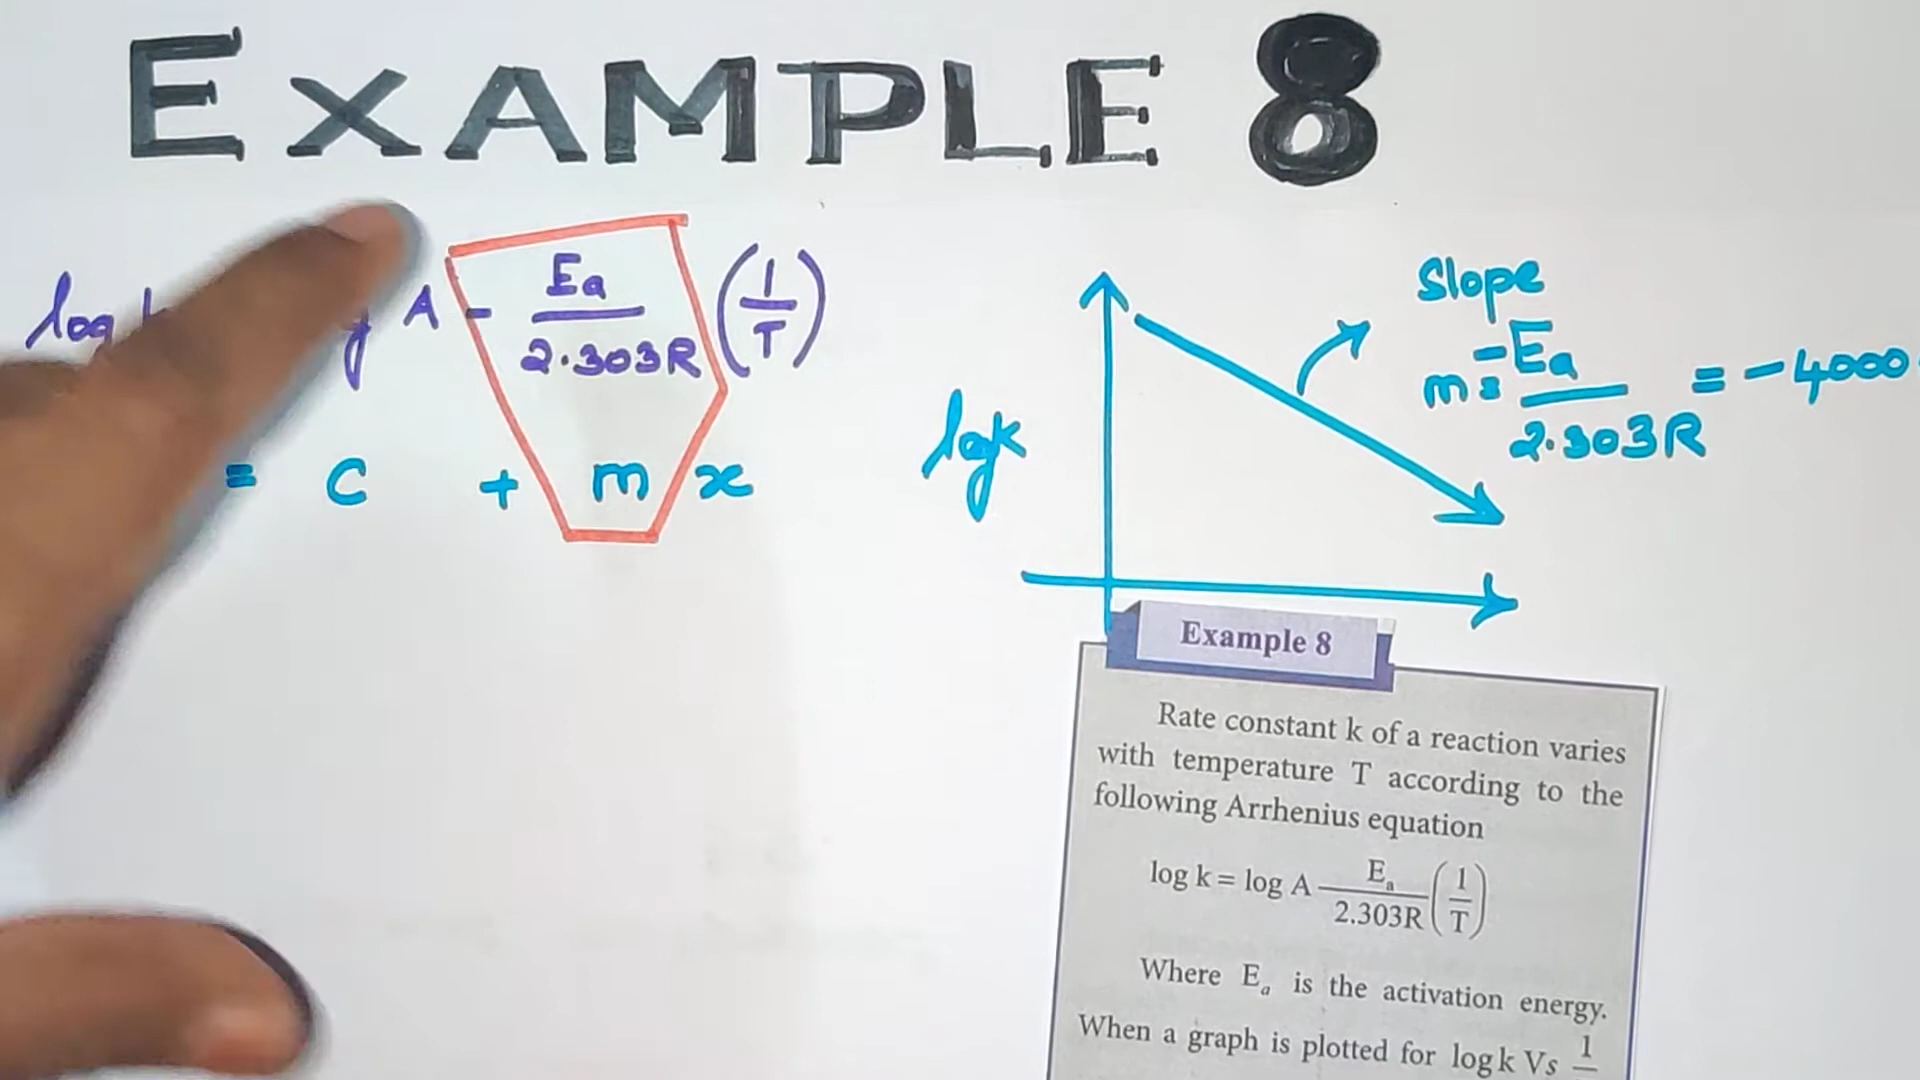 EXAMPLE 8
log A - Ea / 2.303R (1/T)
= C + m x
log k
Slope
m = -Ea / 2.303R = -4000
Example 8
Rate constant k of a reaction varies
with temperature T according to the
following Arrhenius equation
log k = log A - Ea / 2.303R (1/T)
Where Ea is the activation energy.
When a graph is plotted for log k Vs 1